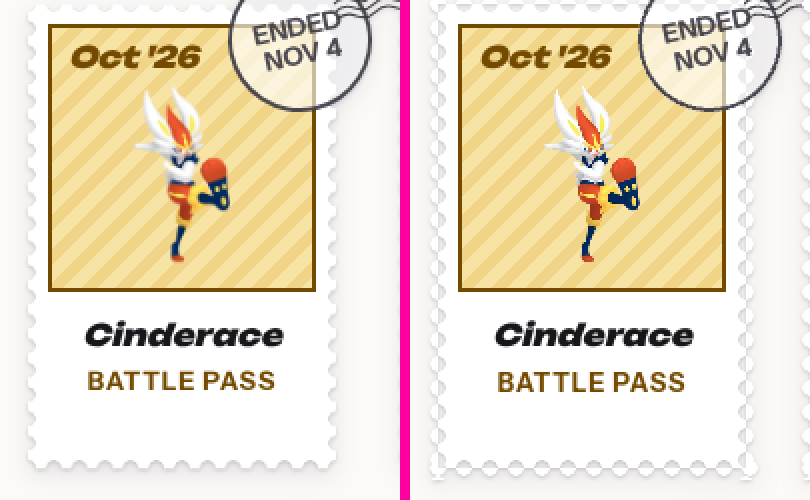 ENDED
NOV 4
Oct '26
Cinderace
BATTLE PASS
ENDED
NOV 4
Oct '26
Cinderace
BATTLE PASS